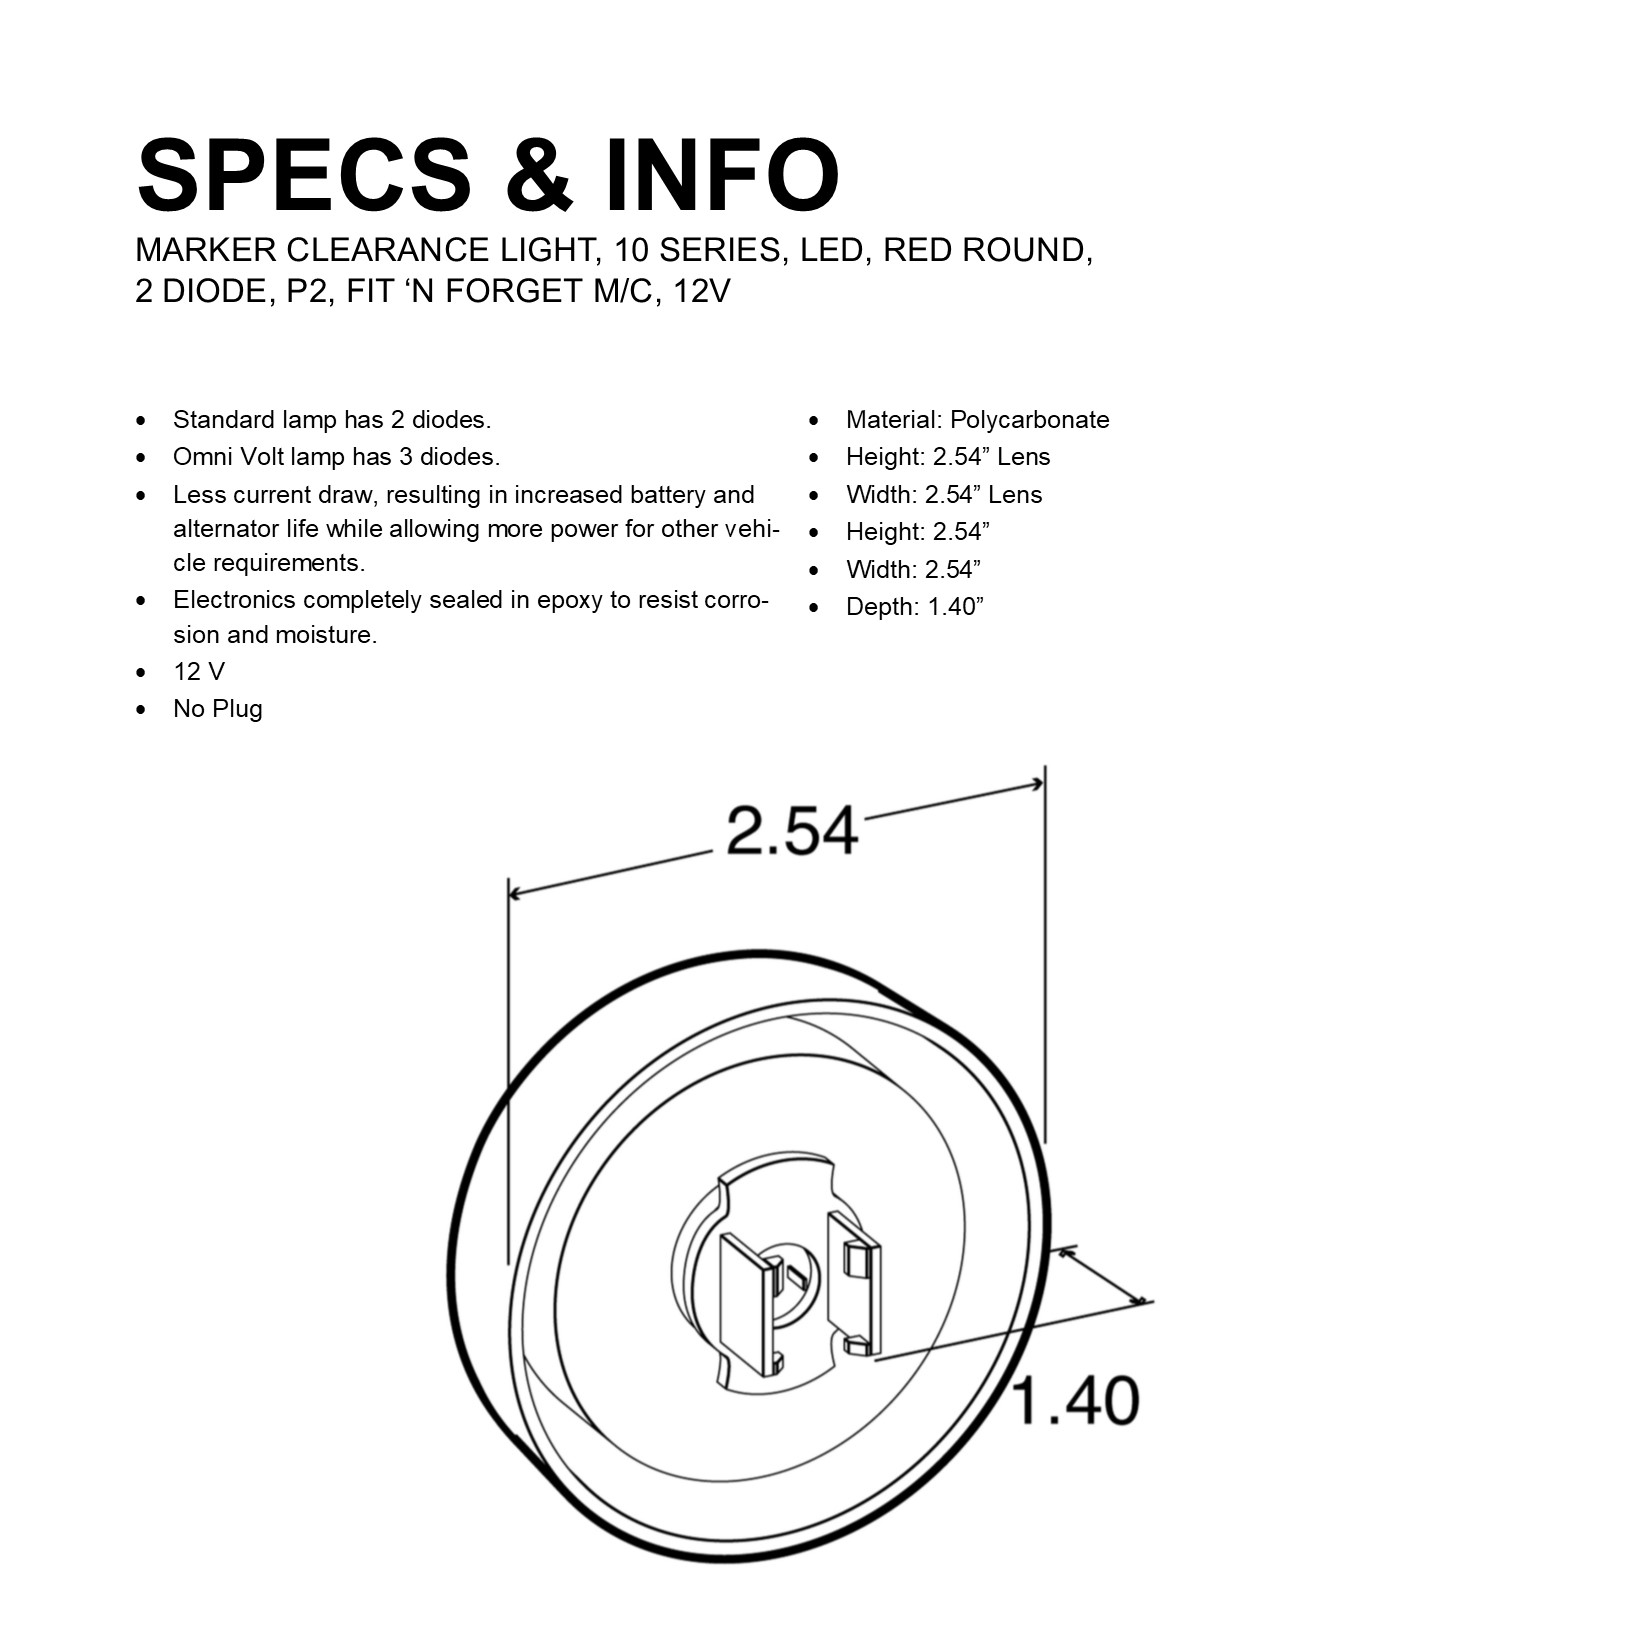 SPECS & INFO
MARKER CLEARANCE LIGHT, 10 SERIES, LED, RED ROUND,
2 DIODE, P2, FIT ‘N FORGET M/C, 12V
• Standard lamp has 2 diodes.
• Omni Volt lamp has 3 diodes.
• Less current draw, resulting in increased battery and
alternator life while allowing more power for other vehi-
cle requirements.
• Electronics completely sealed in epoxy to resist corro-
sion and moisture.
• 12 V
• No Plug
• Material: Polycarbonate
• Height: 2.54” Lens
• Width: 2.54” Lens
• Height: 2.54”
• Width: 2.54”
• Depth: 1.40”
2.54
1.40